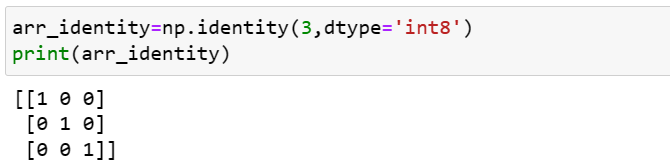 arr_identity=np.identity(3,dtype='int8')
print(arr_identity)
[[1 0 0]
 [0 1 0]
 [0 0 1]]